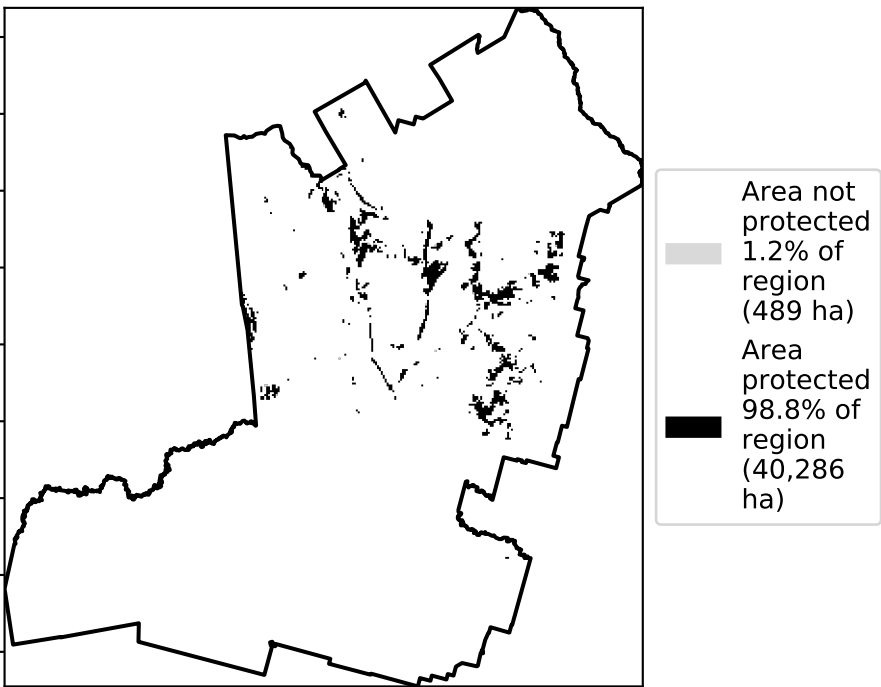 Area not
protected
1.2% of
region
(489 ha)
Area
protected
98.8% of
region
(40,286
ha)